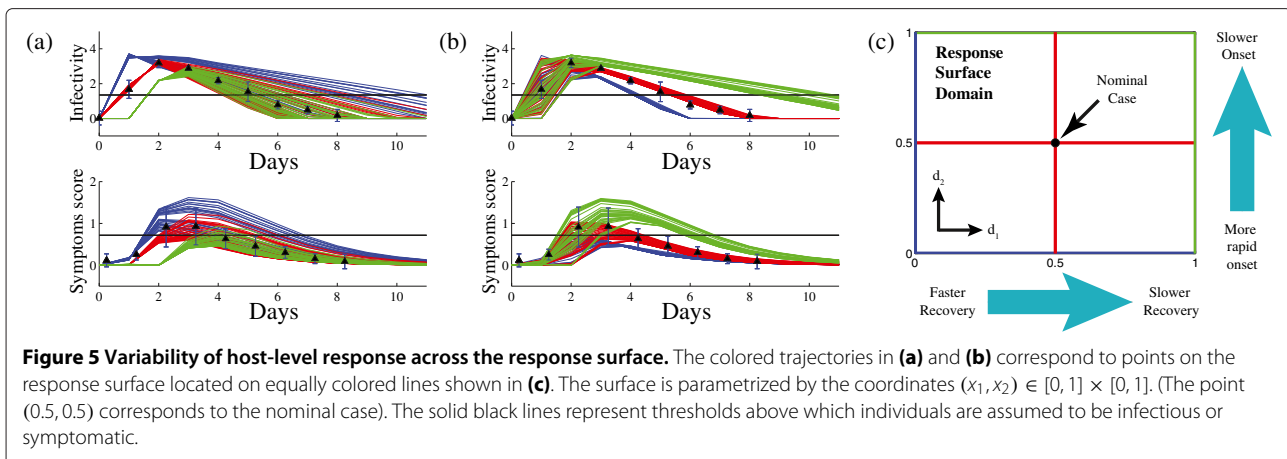 (a)
Infectivity
4
2
0
0 2 4 6 8 10
Days
Symptoms score
2
1
0
0 2 4 6 8 10
Days
(b)
Infectivity
4
2
0
0 2 4 6 8 10
Days
Symptoms score
2
1
0
0 2 4 6 8 10
Days
(c)
1
Response
Surface
Domain
Nominal
Case
0.5
d2
d1
0
0 0.5 1
Slower
Onset
More
rapid
onset
Faster
Recovery
Slower
Recovery
Figure 5 Variability of host-level response across the response surface. The colored trajectories in (a) and (b) correspond to points on the
response surface located on equally colored lines shown in (c). The surface is parametrized by the coordinates (x1, x2) ∈ [0, 1] × [0, 1]. (The point
(0.5, 0.5) corresponds to the nominal case). The solid black lines represent thresholds above which individuals are assumed to be infectious or
symptomatic.